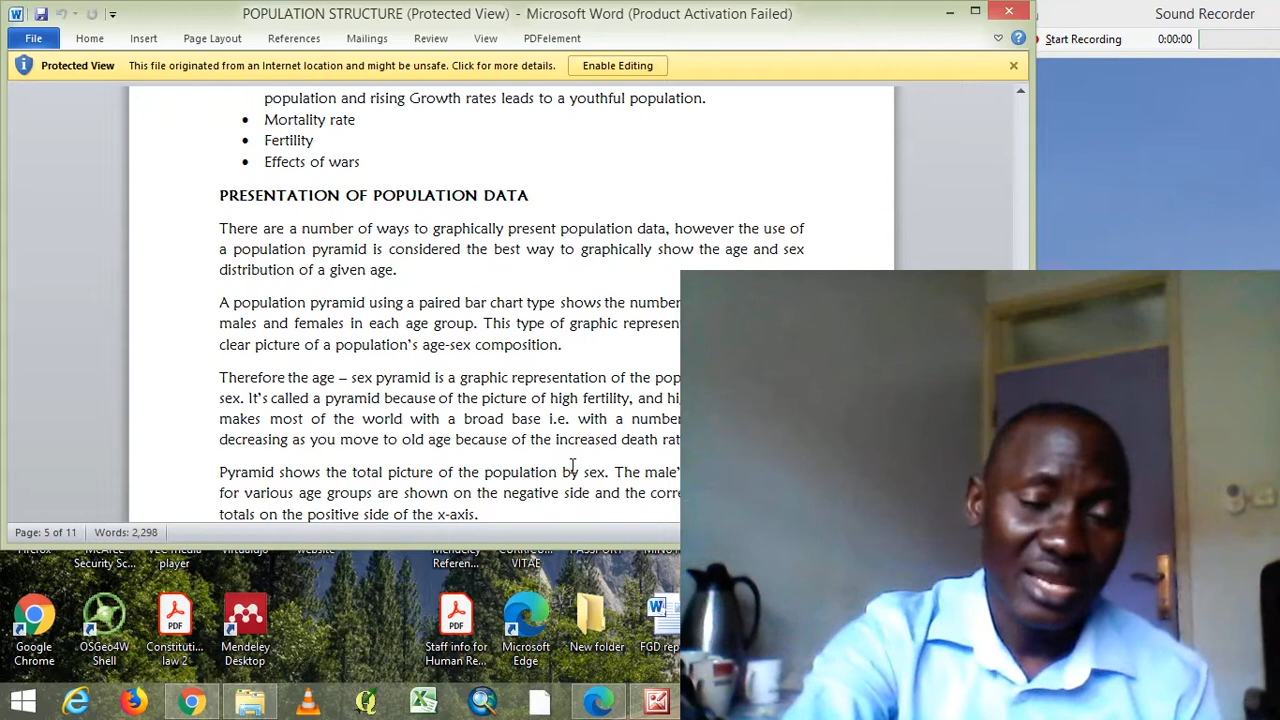 POPULATION STRUCTURE (Protected View) - Microsoft Word (Product Activation Failed)
Sound Recorder
File Home Insert Page Layout References Mailings Review View PDFelement
Start Recording 0:00:00
Protected View This file originated from an Internet location and might be unsafe. Click for more details. Enable Editing
population and rising Growth rates leads to a youthful population.
• Mortality rate
• Fertility
• Effects of wars
PRESENTATION OF POPULATION DATA
There are a number of ways to graphically present population data, however the use of
a population pyramid is considered the best way to graphically show the age and sex
distribution of a given age.
A population pyramid using a paired bar chart type shows the number
males and females in each age group. This type of graphic represent
clear picture of a population's age-sex composition.
Therefore the age – sex pyramid is a graphic representation of the pop
sex. It's called a pyramid because of the picture of high fertility, and hi
makes most of the world with a broad base i.e. with a number
decreasing as you move to old age because of the increased death rat
Pyramid shows the total picture of the population by sex. The male'
for various age groups are shown on the negative side and the corre
totals on the positive side of the x-axis.
Page: 5 of 11 Words: 2,298
Security Sc... player website Referen... VITAE
Google Chrome
OSGeo4W Shell
PDF
Constituti... law 2
Mendeley Desktop
PDF
Staff info for Human Re...
Microsoft Edge
New folder
FGD rep